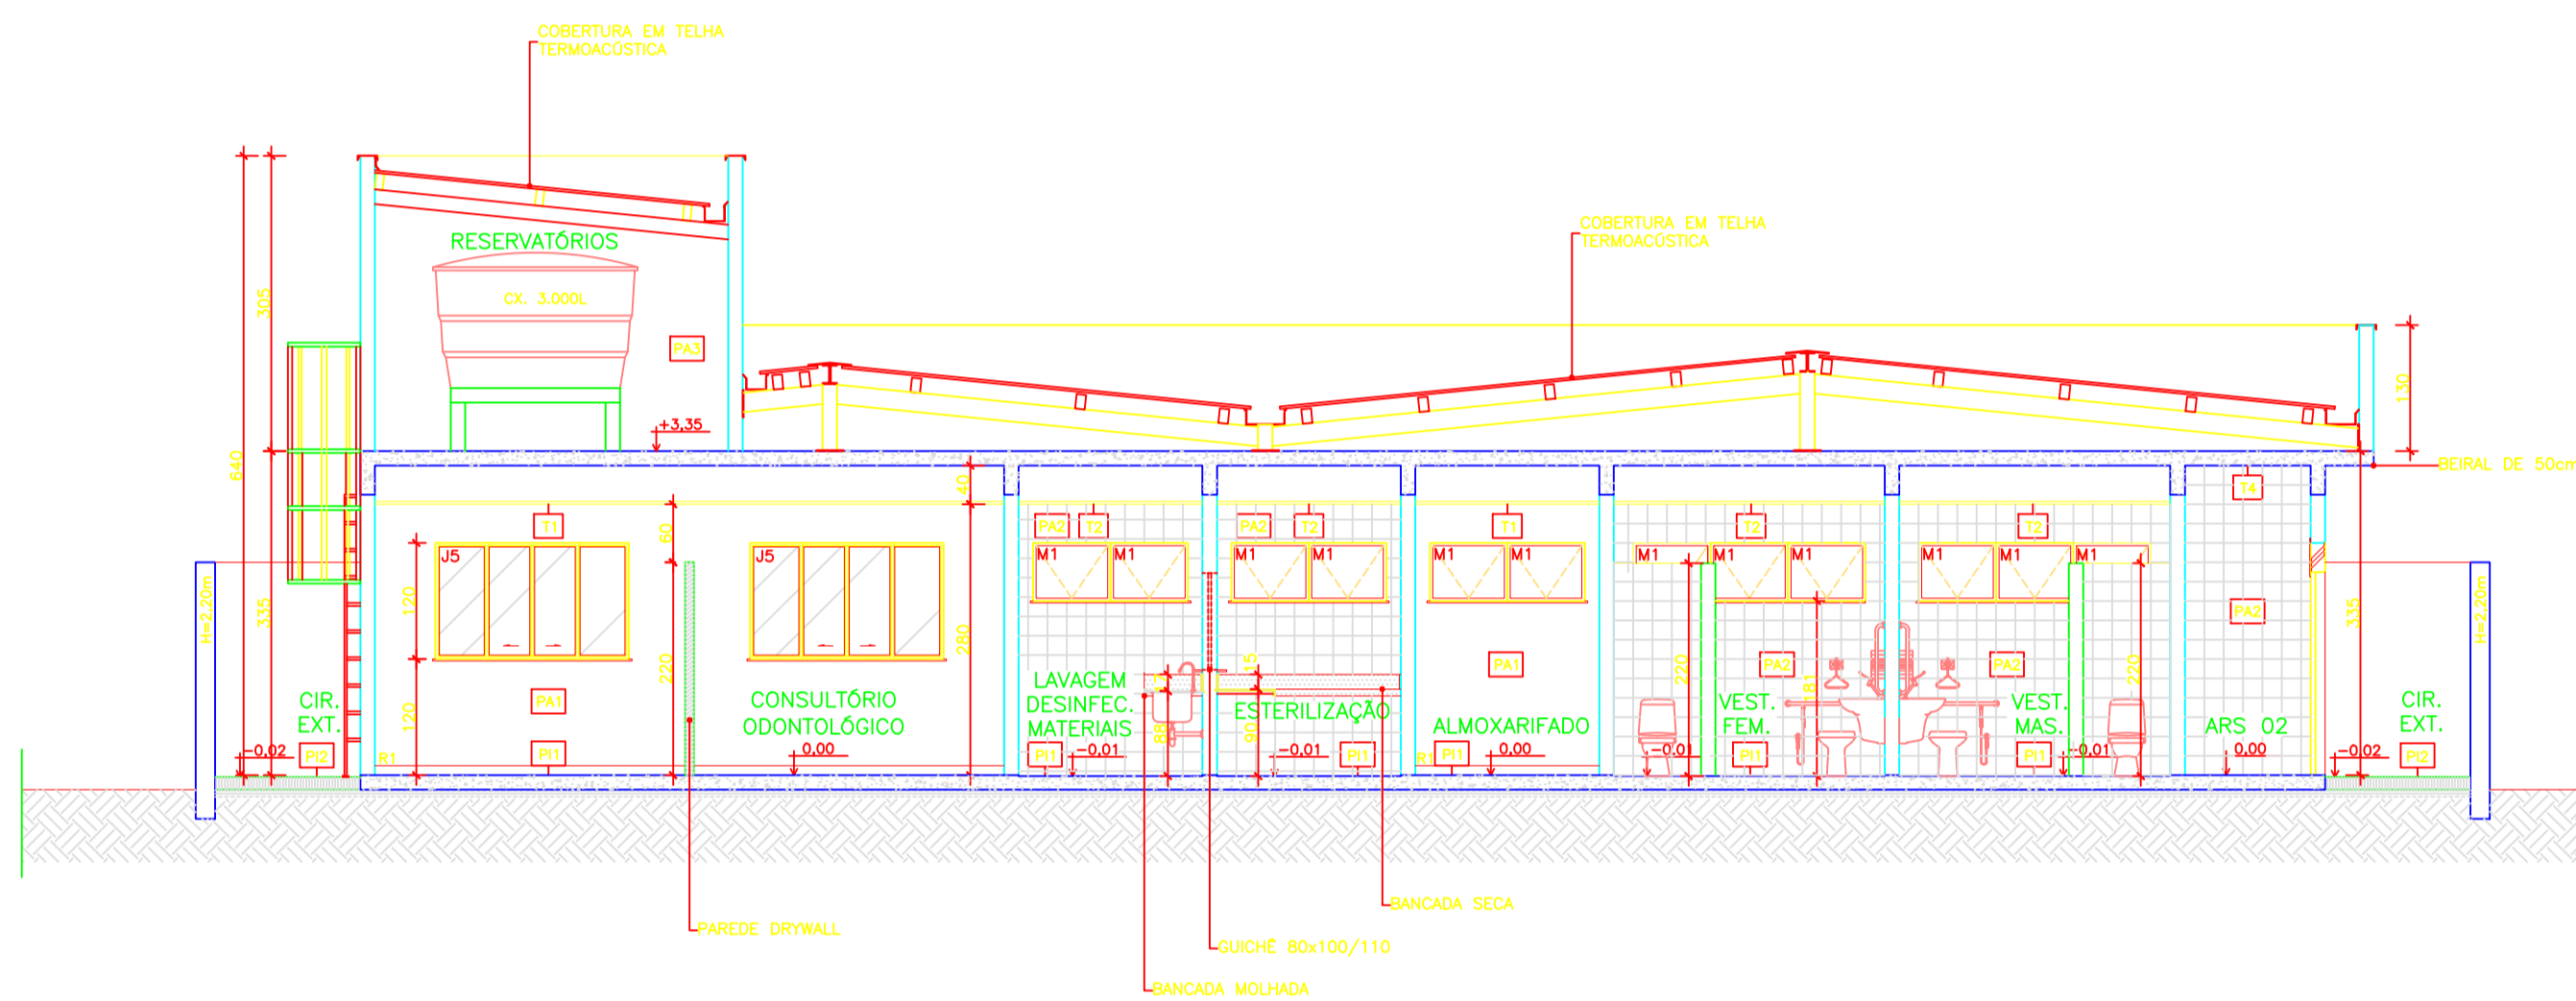 COBERTURA EM TELHA
TERMOACÚSTICA
COBERTURA EM TELHA
TERMOACÚSTICA
RESERVATÓRIOS
CX. 3.000L
PA3
+3,35
305
640
335
130
40
BEIRAL DE 50cm
T1
PA2
T2
PA2
T2
T1
T2
T2
T4
J5
J5
M1
M1
M1
M1
M1
M1
M1
M1
M1
M1
M1
M1
60
120
120
220
280
H=2,20m
H=2,20m
335
PA2
PA1
PA1
PA2
PA2
220
181
220
CIR.
EXT.
CONSULTÓRIO
ODONTOLÓGICO
LAVAGEM
DESINFEC.
MATERIAIS
17
88
15
90
ESTERILIZAÇÃO
ALMOXARIFADO
VEST.
FEM.
VEST.
MAS.
ARS 02
CIR.
EXT.
-0,02
PI2
R1
PI1
0,00
PI1
-0,01
-0,01
PI1
R1
PI1
0,00
-0,01
PI1
PI1
-0,01
0,00
-0,02
PI2
BANCADA SECA
PAREDE DRYWALL
GUICHÊ 80x100/110
BANCADA MOLHADA